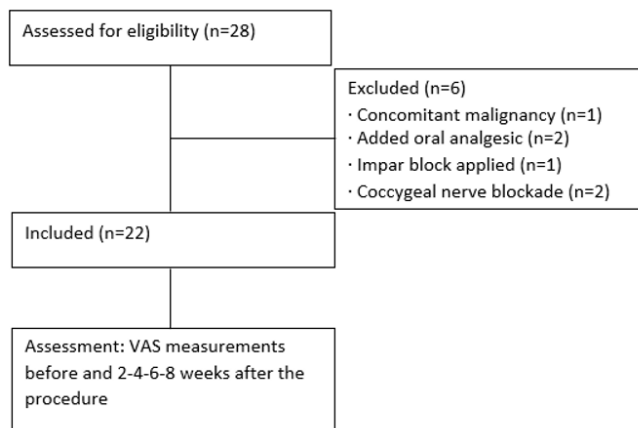 Assessed for eligibility (n=28)
Excluded (n=6)
· Concomitant malignancy (n=1)
· Added oral analgesic (n=2)
· Impar block applied (n=1)
· Coccygeal nerve blockade (n=2)
Included (n=22)
Assessment: VAS measurements
before and 2-4-6-8 weeks after the
procedure